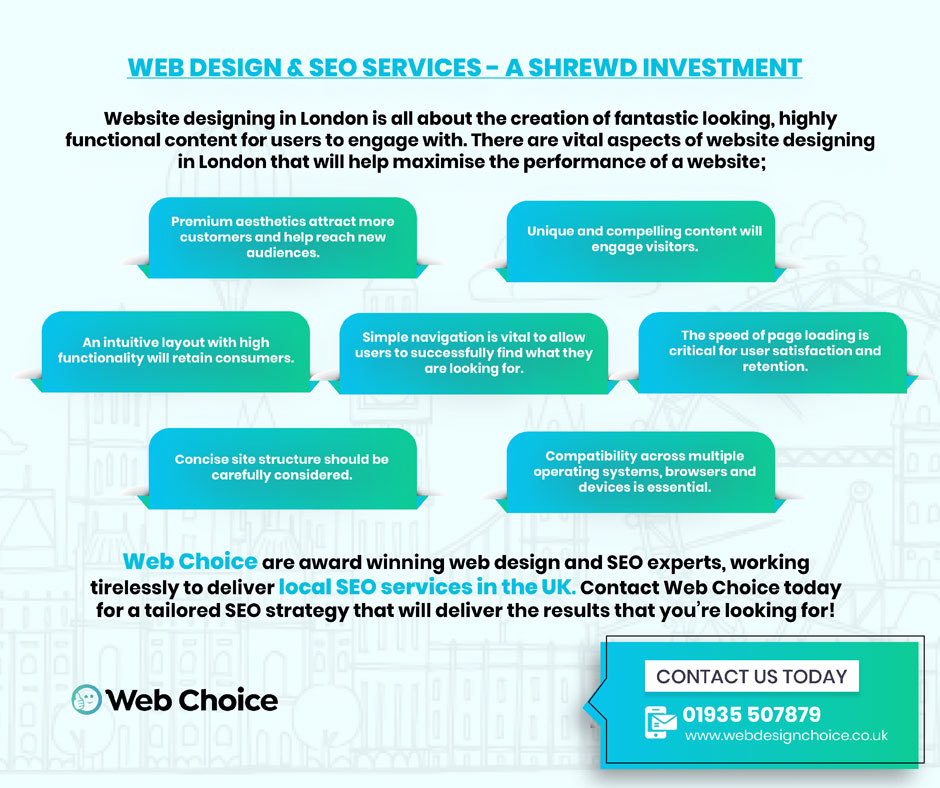 WEB DESIGN & SEO SERVICES - A SHREWD INVESTMENT
Website designing in London is all about the creation of fantastic looking, highly
functional content for users to engage with. There are vital aspects of website designing
in London that will help maximise the performance of a website;
Premium aesthetics attract more
customers and help reach new
audiences.
Unique and compelling content will
engage visitors.
An intuitive layout with high
functionality will retain consumers.
Simple navigation is vital to allow
users to successfully find what they
are looking for.
The speed of page loading is
critical for user satisfaction and
retention.
Concise site structure should be
carefully considered.
Compatibility across multiple
operating systems, browsers and
devices is essential.
Web Choice are award winning web design and SEO experts, working
tirelessly to deliver local SEO services in the UK. Contact Web Choice today
for a tailored SEO strategy that will deliver the results that you’re looking for!
Web Choice
CONTACT US TODAY
01935 507879
www.webdesignchoice.co.uk